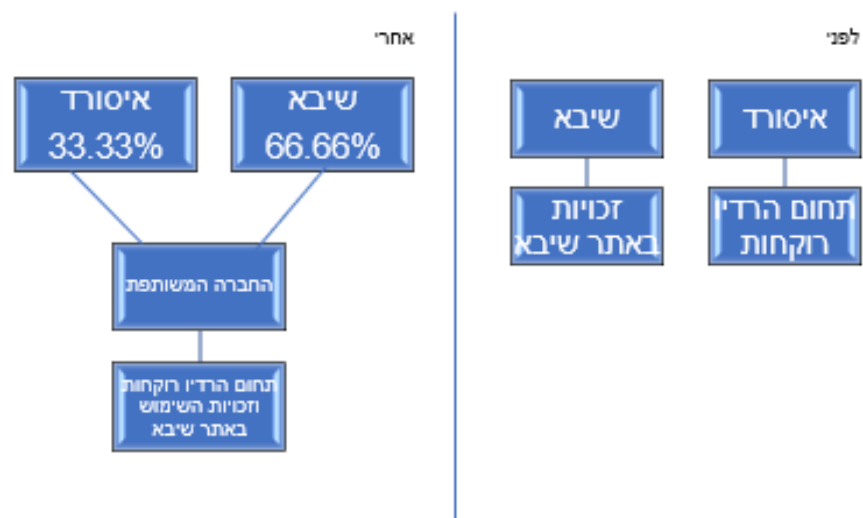 לפני
איסורד
שיבא
תחום הרדיו
רוקחות
זכויות
באתר שיבא
אחרי
שיבא
66.66%
איסורד
33.33%
החברה המשותפת
תחום הרדיו רוקחות
וזכויות השימוש
באתר שיבא